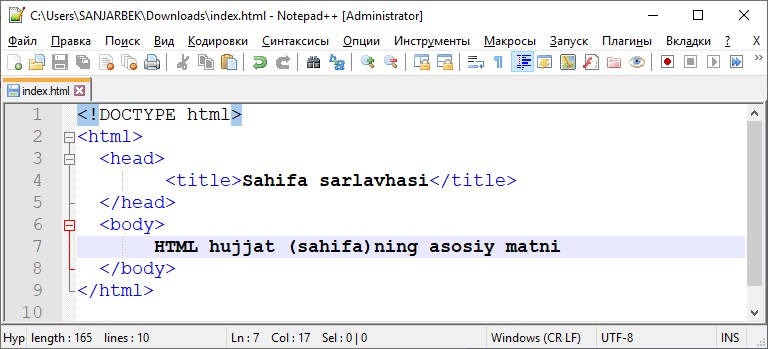 C:\Users\SANJARBEK\Downloads\index.html - Notepad++ [Administrator]
Файл Правка Поиск Вид Кодировки Синтаксисы Опции Инструменты Макросы Запуск Плагины Вкладки ? X
index.html
1 <!DOCTYPE html>
2 <html>
3 <head>
4 <title>Sahifa sarlavhasi</title>
5 </head>
6 <body>
7 HTML hujjat (sahifa)ning asosiy matni
8 </body>
9 </html>
10
Hyp length : 165 lines : 10 Ln : 7 Col : 17 Sel : 0 | 0 Windows (CR LF) UTF-8 INS